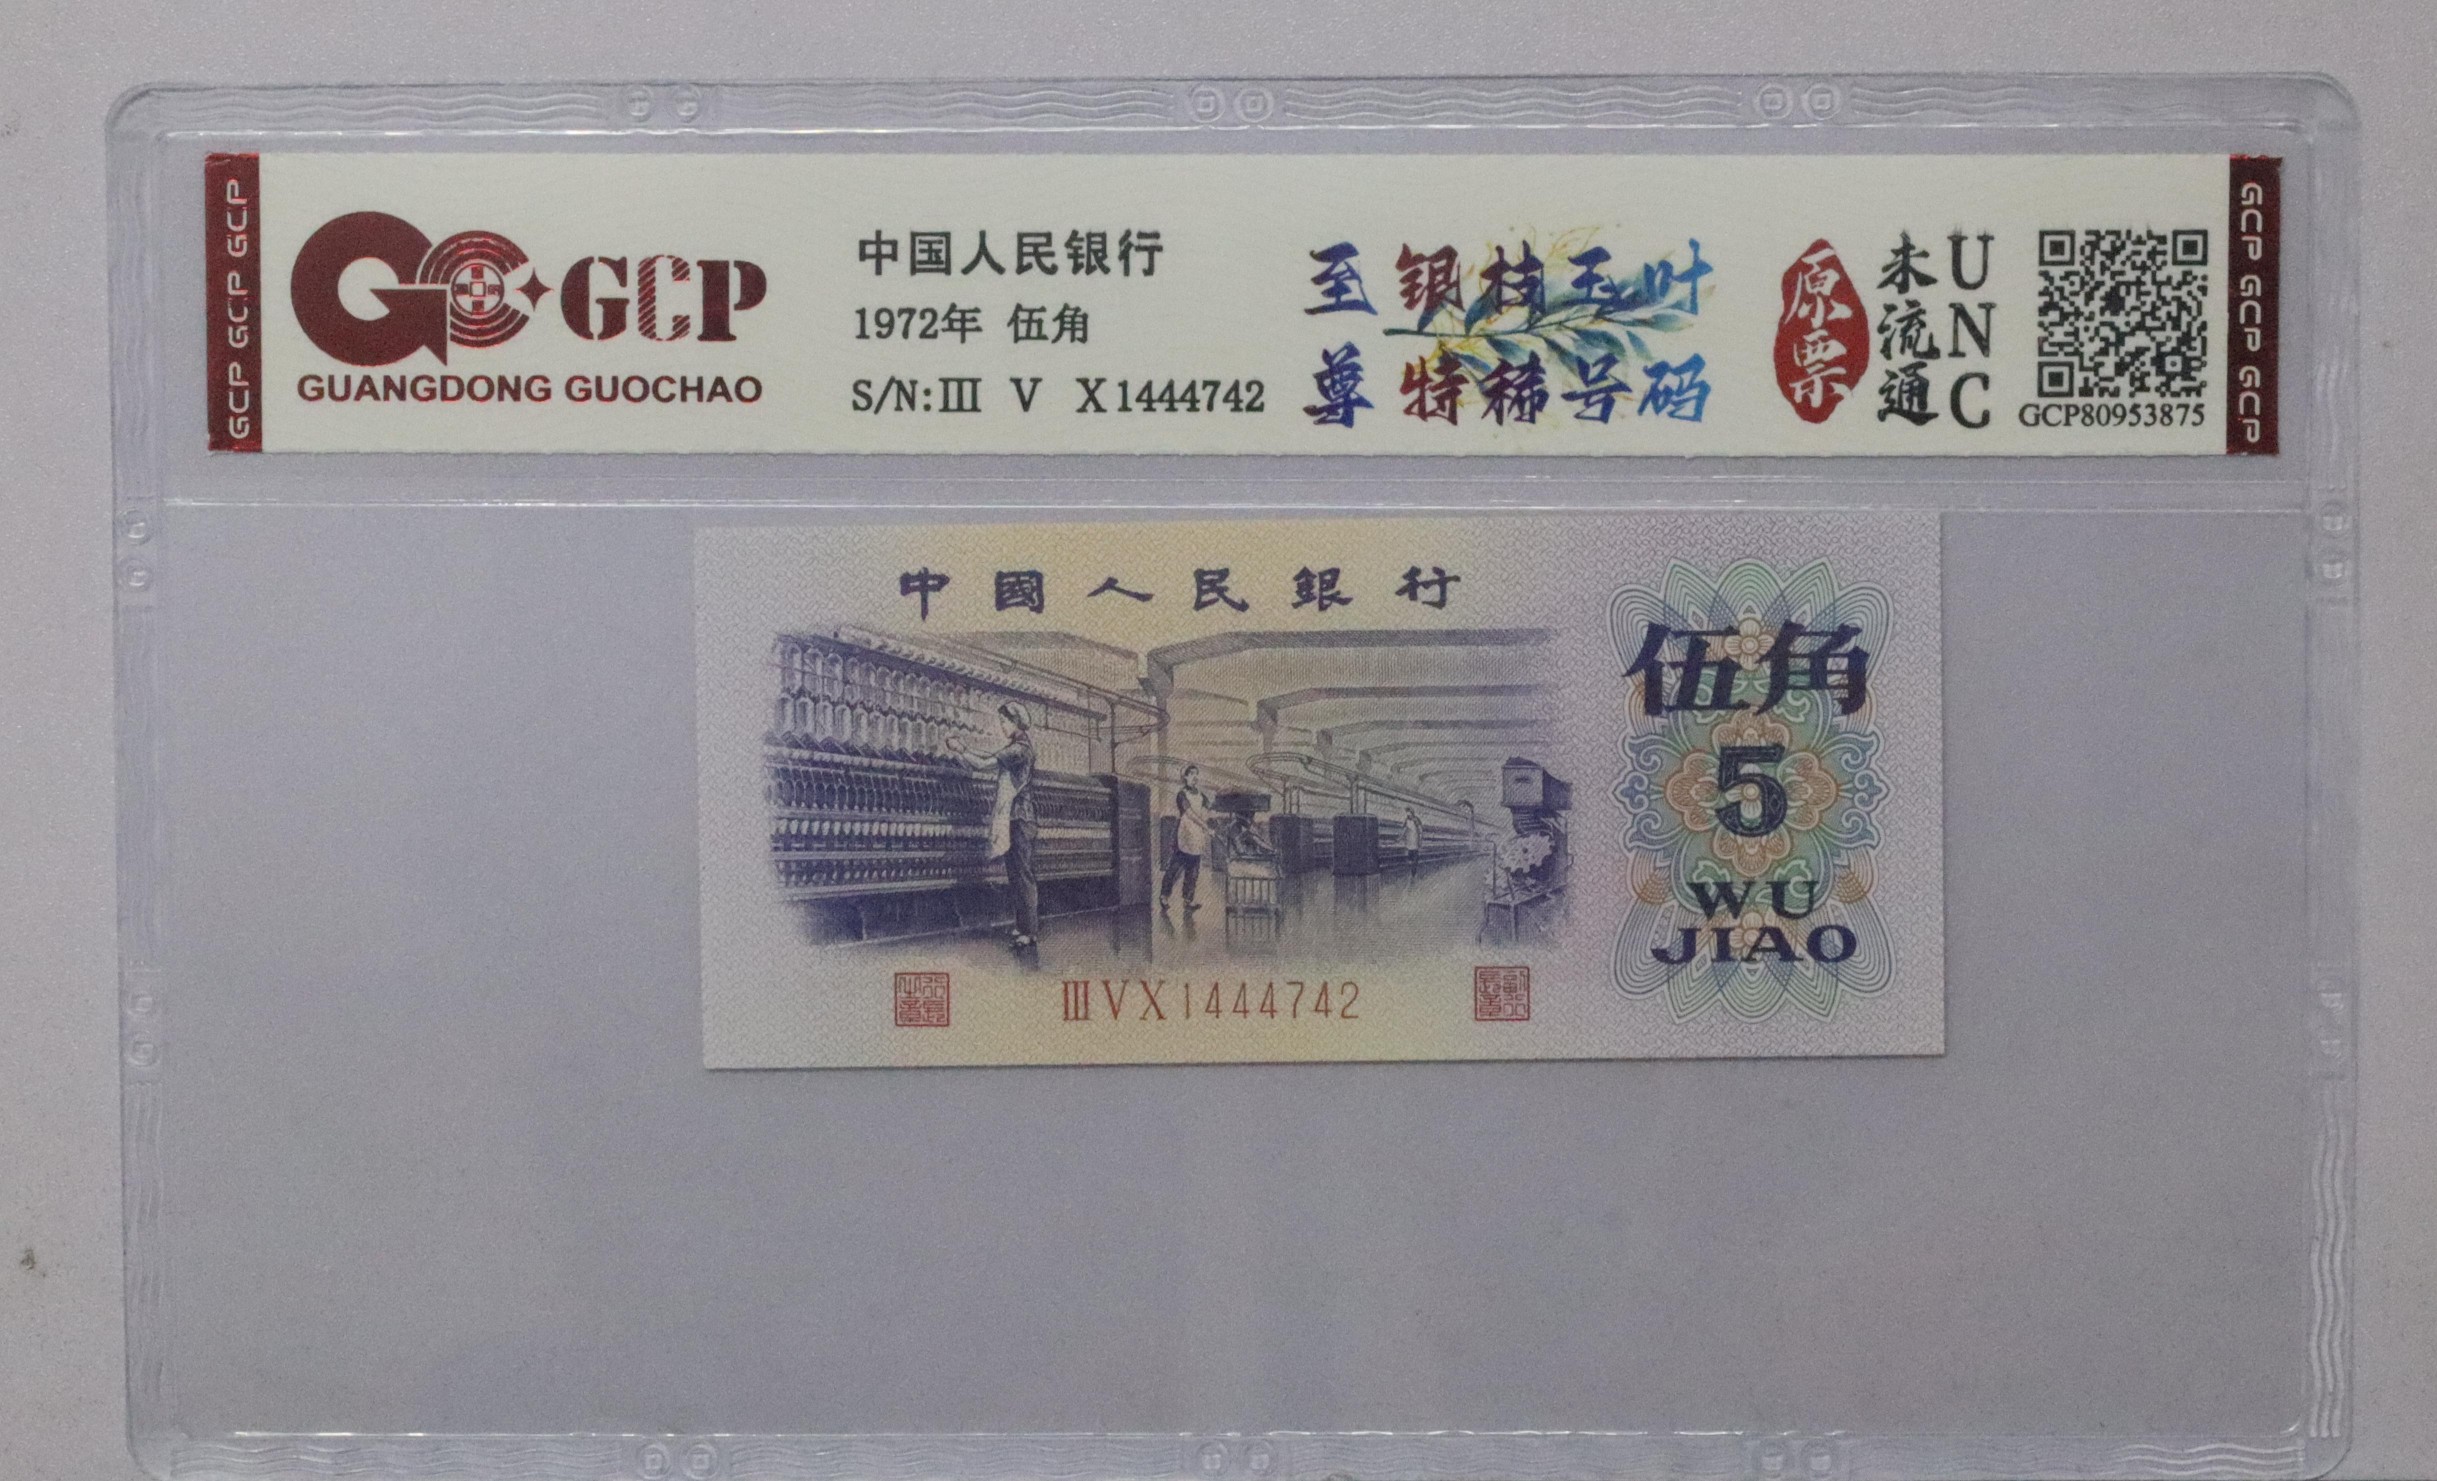 GCP GCP GCP
GCP
GUANGDONG GUOCHAO
中国人民银行
1972年 伍角
S/N:Ⅲ Ⅴ Ⅹ1444742
至尊
银枝玉叶
特稀号码
原票
未流通
UNC
GCP80953875
GCP GCP GCP
中國人民銀行
伍角
5
WU
JIAO
ⅢⅤⅩ1444742